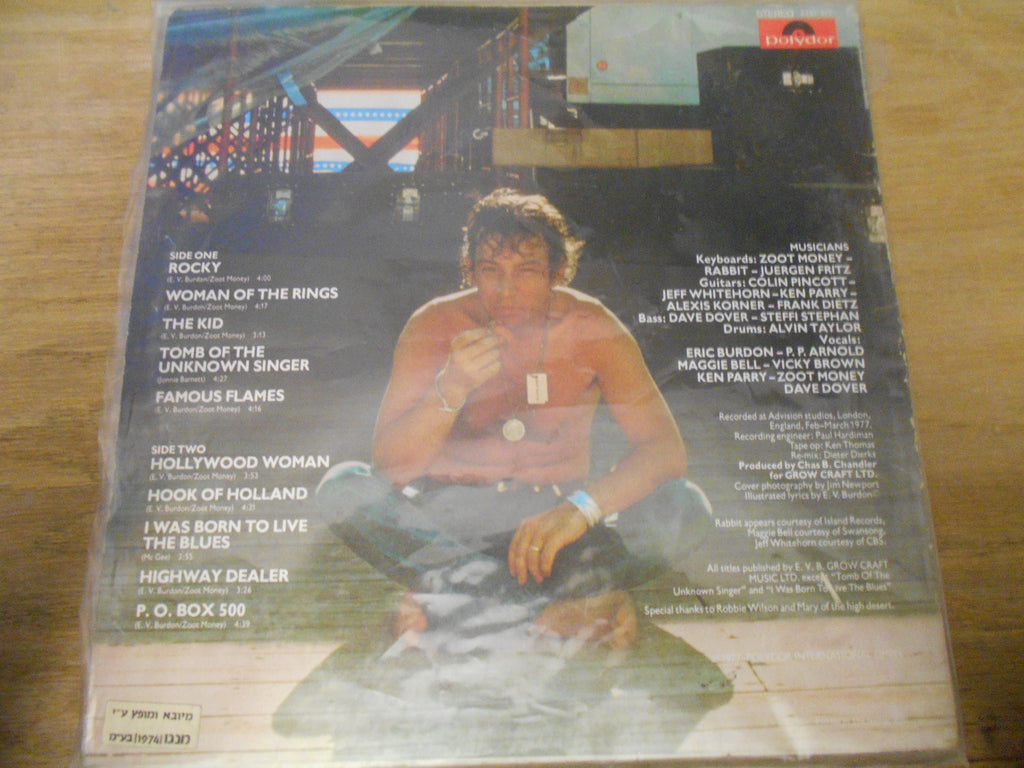 STEREO
polydor
SIDE ONE
ROCKY
(E. V. Burdon/Zoot Money) 4:00
WOMAN OF THE RINGS
(E. V. Burdon/Zoot Money) 4:17
THE KID
(E. V. Burdon/Zoot Money) 3:13
TOMB OF THE
UNKNOWN SINGER
(Jonnie Barnett) 4:27
FAMOUS FLAMES
(E. V. Burdon/Zoot Money) 4:16
SIDE TWO
HOLLYWOOD WOMAN
(E. V. Burdon/Zoot Money) 3:53
HOOK OF HOLLAND
(E. V. Burdon/Zoot Money) 4:31
I WAS BORN TO LIVE
THE BLUES
(Mc Gee) 3:55
HIGHWAY DEALER
(E. V. Burdon/Zoot Money) 3:26
P. O. BOX 500
(E. V. Burdon/Zoot Money) 4:39
MUSICIANS
Keyboards: ZOOT MONEY –
RABBIT – JUERGEN FRITZ
Guitars: COLIN PINCOTT –
JEFF WHITEHORN – KEN PARRY –
ALEXIS KORNER – FRANK DIETZ
Bass: DAVE DOVER – STEFFI STEPHAN
Drums: ALVIN TAYLOR
Vocals:
ERIC BURDON – P. P. ARNOLD
MAGGIE BELL – VICKY BROWN
KEN PARRY – ZOOT MONEY
DAVE DOVER
Recorded at Advision studios, London,
England, Feb–March 1977.
Recording engineer: Paul Hardiman
Tape op: Ken Thomas
Re-mix: Dieter Dierks
Produced by Chas B. Chandler
for GROW CRAFT LTD.
Cover photography by Jim Newport
Illustrated lyrics by E. V. Burdon©
Rabbit appears courtesy of Island Records,
Maggie Bell courtesy of Swansong,
Jeff Whitehorn courtesy of CBS.
All titles published by E. V. B. GROW CRAFT
MUSIC LTD. except "Tomb Of The
Unknown Singer" and "I Was Born To Live The Blues"
Special thanks to Robbie Wilson and Mary of the high desert.
1977 POLYDOR INTERNATIONAL GMBH
מיובא ומופץ ע״י
מנגו (1974) בע״מ